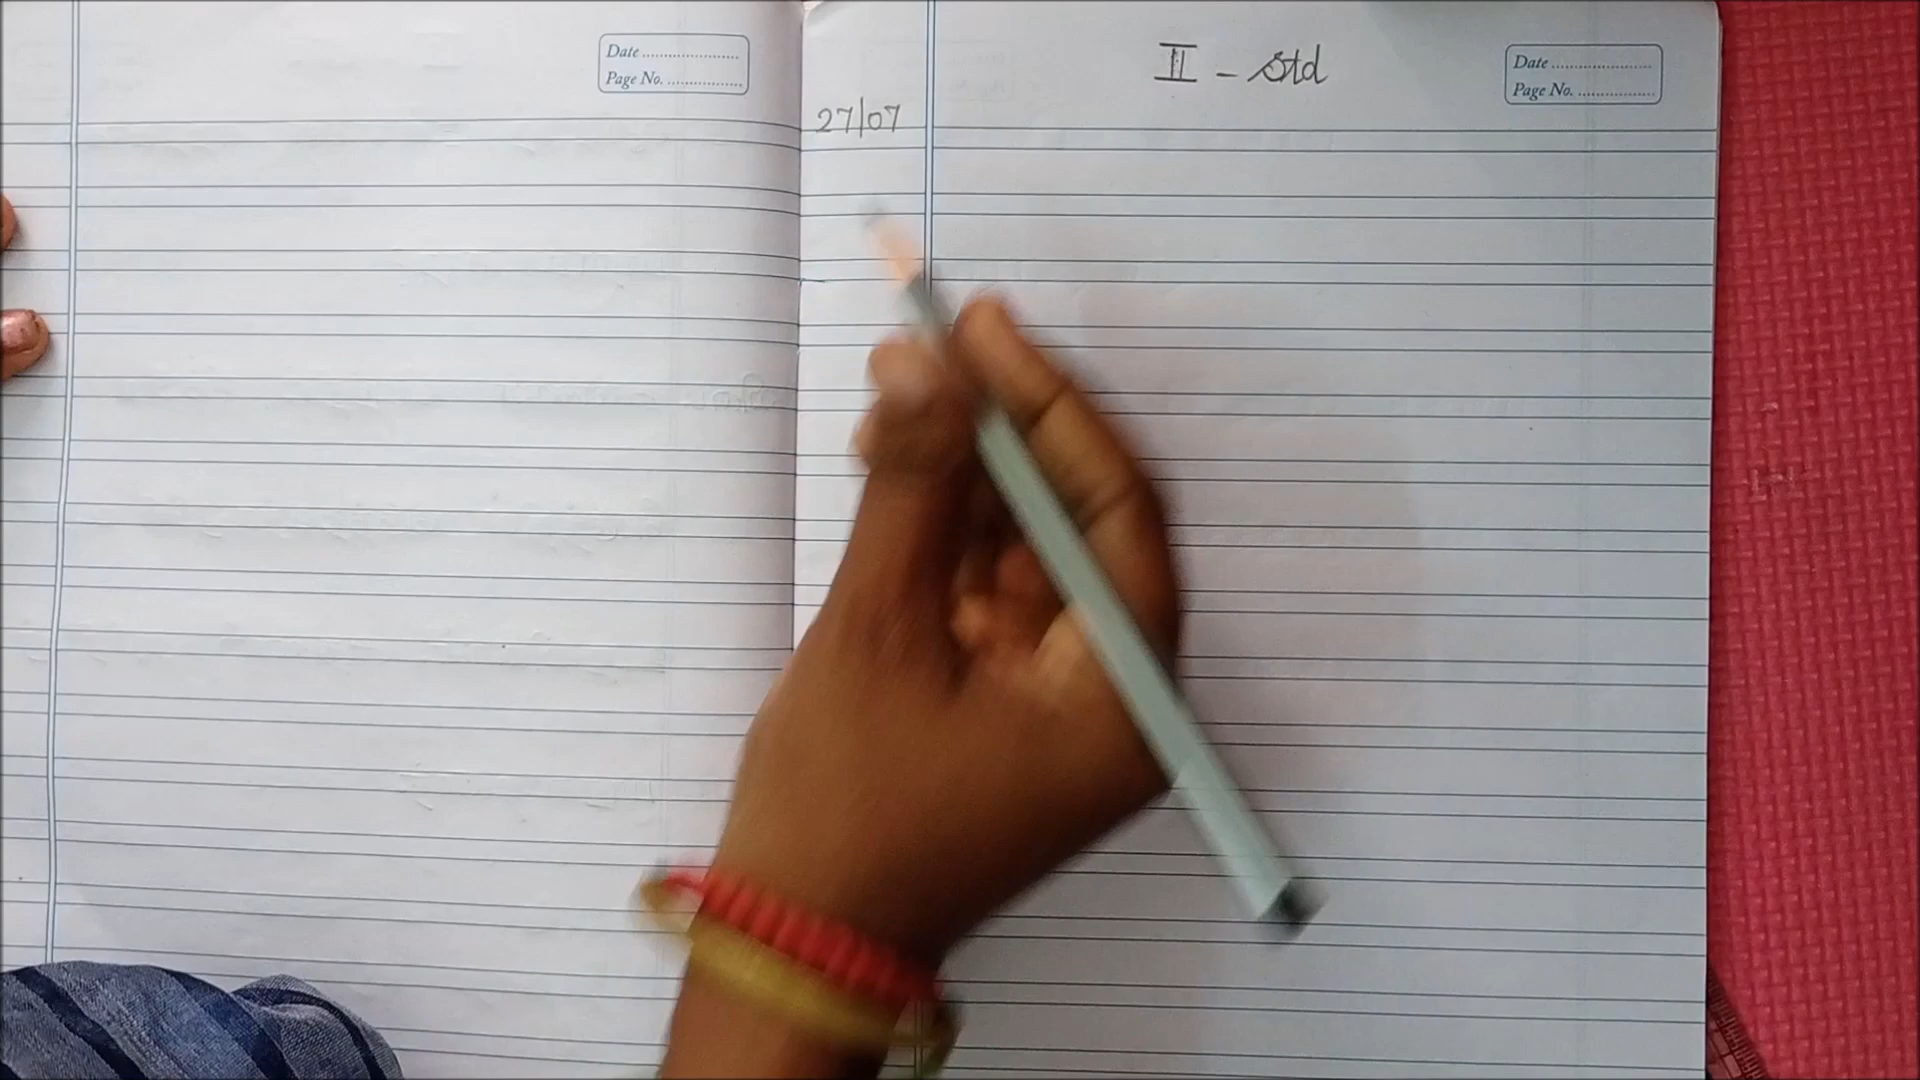 Date ........................
Page No. ...................
II - Std
Date ........................
Page No. ...................
27/07